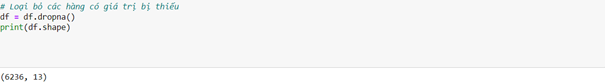 # Loại bỏ các hàng có giá trị bị thiếu
df = df.dropna()
print(df.shape)
(6236, 13)